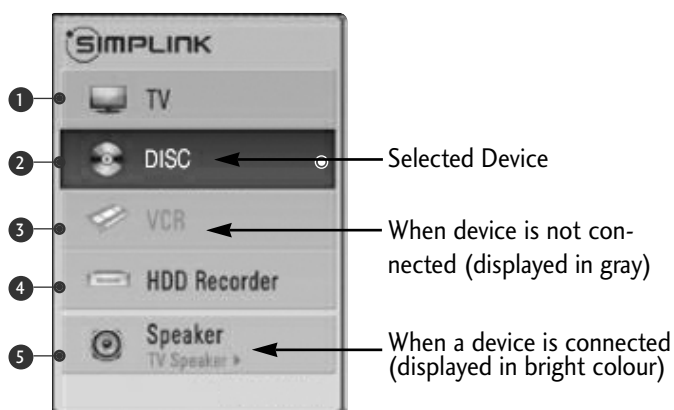 SIMPLINK
1 TV
2 DISC Selected Device
3 VCR When device is not con-
nected (displayed in gray)
4 HDD Recorder
5 Speaker When a device is connected
TV Speaker (displayed in bright colour)